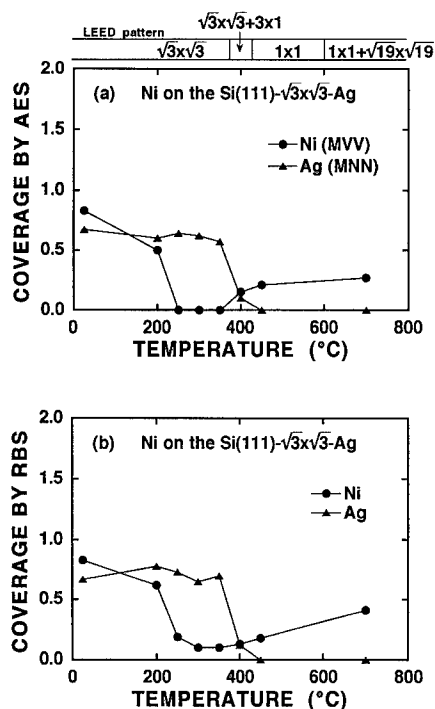 √3x√3+3x1
LEED pattern
√3x√3 1x1 1x1+√19x√19
(a) Ni on the Si(111)-√3x√3-Ag
Ni (MVV)
Ag (MNN)
COVERAGE BY AES
2.0
1.5
1.0
0.5
0.0
0 200 400 600 800
TEMPERATURE (°C)
(b) Ni on the Si(111)-√3x√3-Ag
Ni
Ag
COVERAGE BY RBS
2.0
1.5
1.0
0.5
0.0
0 200 400 600 800
TEMPERATURE (°C)